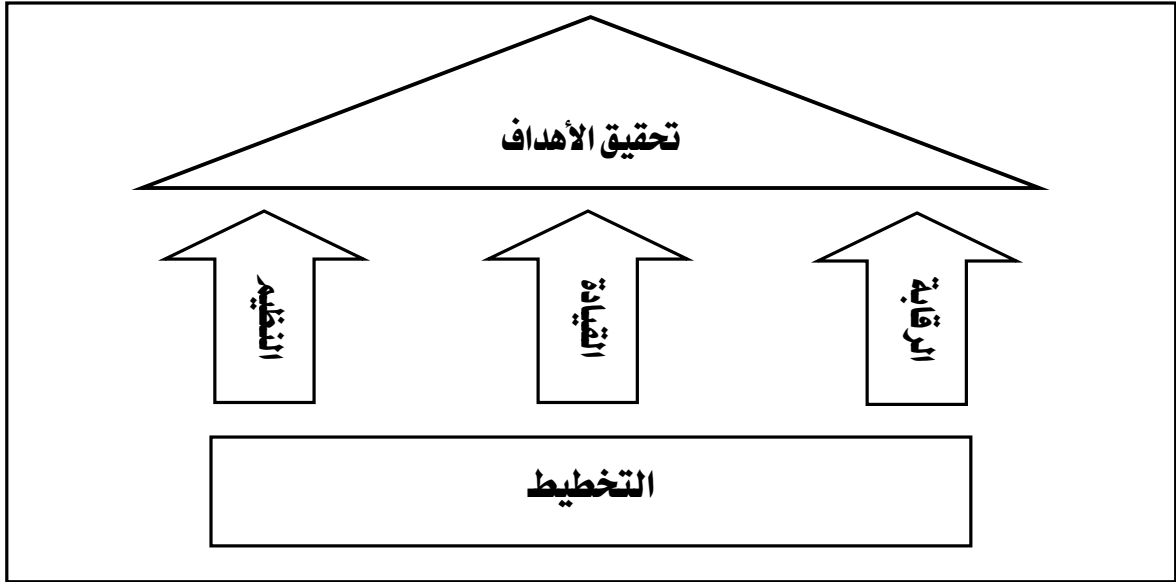 تحقيق الأهداف
الرقابة
القيادة
التنظيم
التخطيط